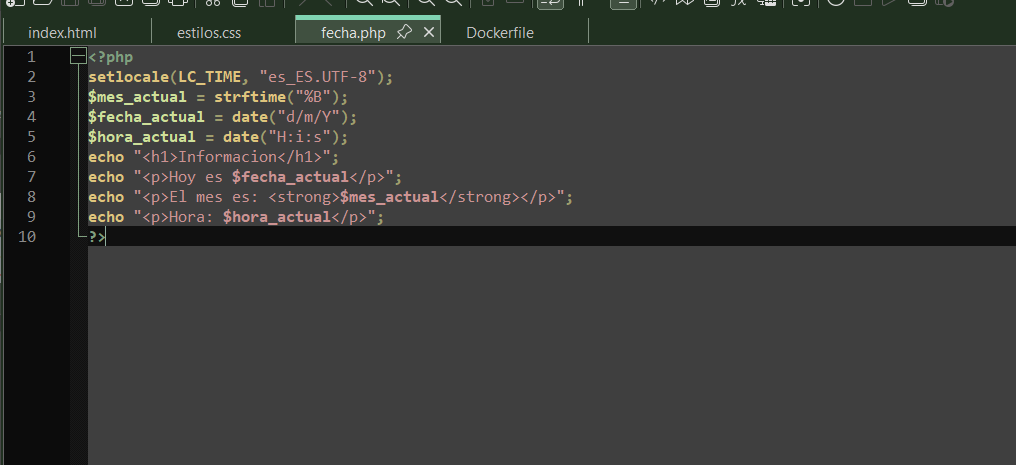 index.html estilos.css fecha.php Dockerfile
1 <?php
2 setlocale(LC_TIME, "es_ES.UTF-8");
3 $mes_actual = strftime("%B");
4 $fecha_actual = date("d/m/Y");
5 $hora_actual = date("H:i:s");
6 echo "<h1>Informacion</h1>";
7 echo "<p>Hoy es $fecha_actual</p>";
8 echo "<p>El mes es: <strong>$mes_actual</strong></p>";
9 echo "<p>Hora: $hora_actual</p>";
10 ?>